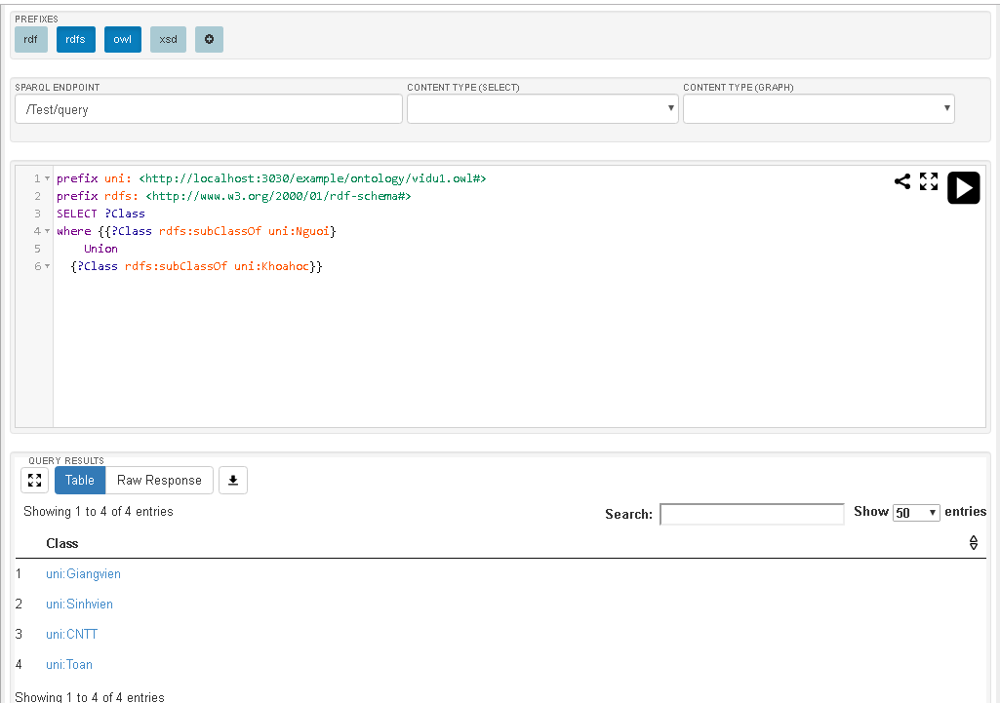 PREFIXES
rdf rdfs owl xsd
SPARQL ENDPOINT CONTENT TYPE (SELECT) CONTENT TYPE (GRAPH)
/Test/query
1 prefix uni: <http://localhost:3030/example/ontology/vidu1.owl#>
2 prefix rdfs: <http://www.w3.org/2000/01/rdf-schema#>
3 SELECT ?Class
4 where {{?Class rdfs:subClassOf uni:Nguoi}
5 Union
6 {?Class rdfs:subClassOf uni:Khoahoc}}
QUERY RESULTS
Table Raw Response
Showing 1 to 4 of 4 entries Search: Show 50 entries
Class
1 uni:Giangvien
2 uni:Sinhvien
3 uni:CNTT
4 uni:Toan
Showing 1 to 4 of 4 entries